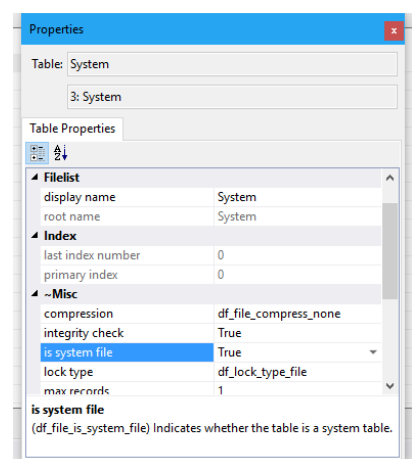 Properties
x
Table: System
3: System
Table Properties
Filelist
display name System
root name System
Index
last index number 0
primary index 0
~Misc
compression df_file_compress_none
integrity check True
is system file True
lock type df_lock_type_file
max records 1
is system file
(df_file_is_system_file) Indicates whether the table is a system table.